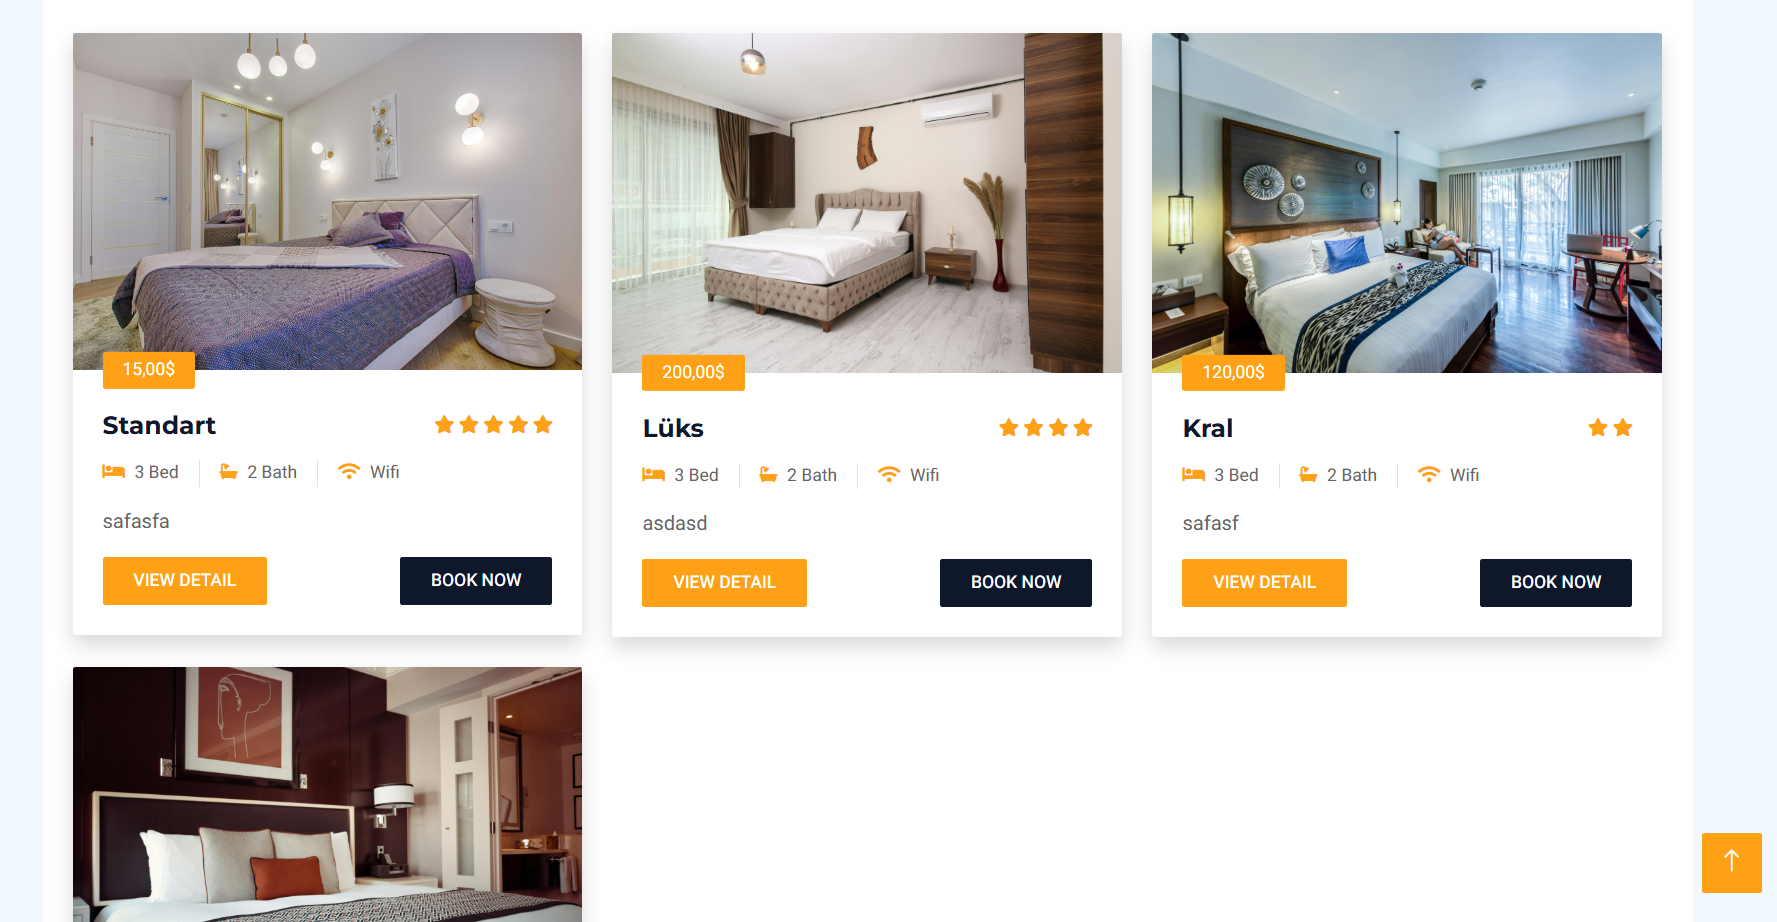 15,00$
Standart
3 Bed 2 Bath Wifi
safasfa
VIEW DETAIL BOOK NOW
200,00$
Lüks
3 Bed 2 Bath Wifi
asdasd
VIEW DETAIL BOOK NOW
120,00$
Kral
3 Bed 2 Bath Wifi
safasf
VIEW DETAIL BOOK NOW